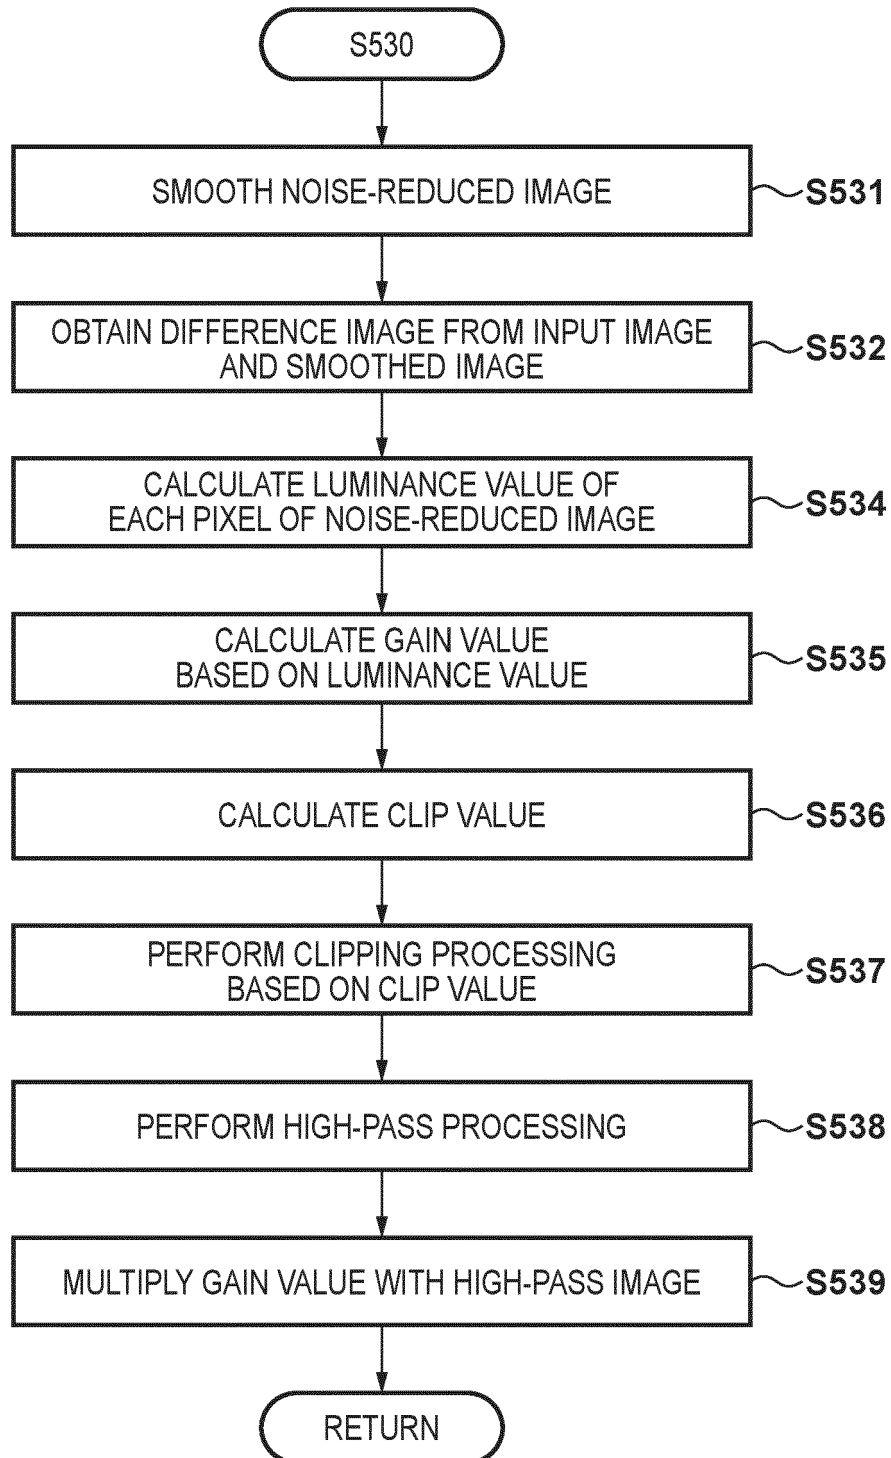 S530
SMOOTH NOISE-REDUCED IMAGE
S531
OBTAIN DIFFERENCE IMAGE FROM INPUT IMAGE
AND SMOOTHED IMAGE
S532
CALCULATE LUMINANCE VALUE OF
EACH PIXEL OF NOISE-REDUCED IMAGE
S534
CALCULATE GAIN VALUE
BASED ON LUMINANCE VALUE
S535
CALCULATE CLIP VALUE
S536
PERFORM CLIPPING PROCESSING
BASED ON CLIP VALUE
S537
PERFORM HIGH-PASS PROCESSING
S538
MULTIPLY GAIN VALUE WITH HIGH-PASS IMAGE
S539
RETURN